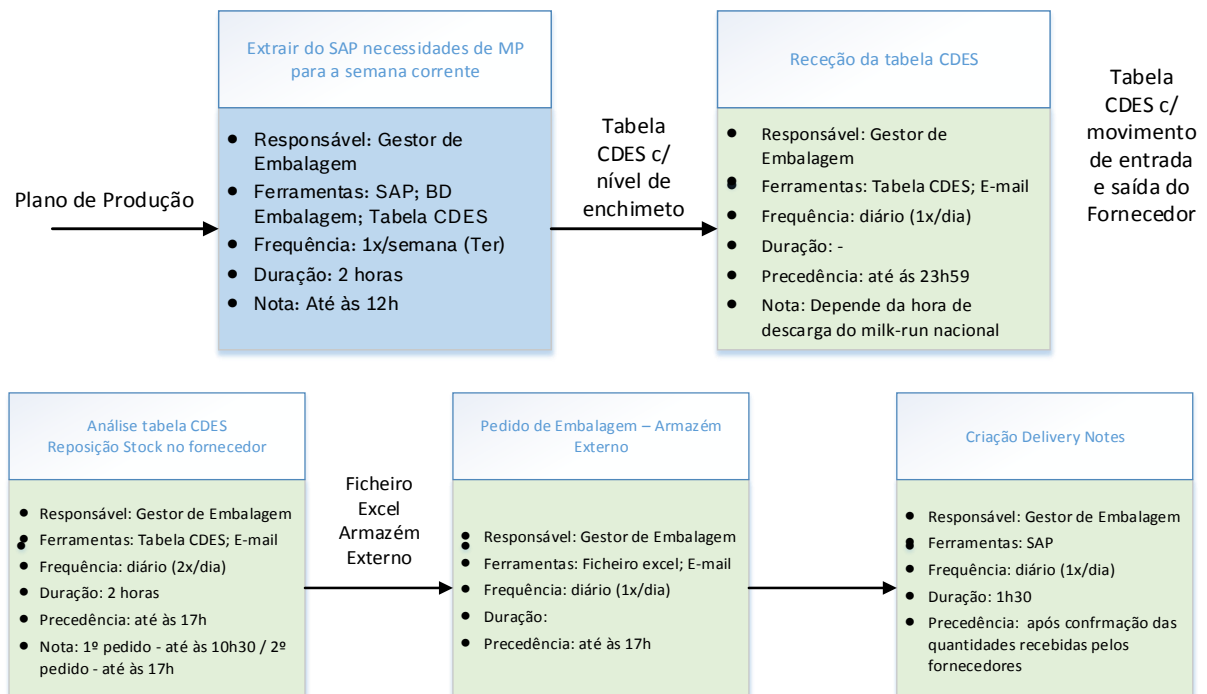 Plano de Produção
Extrair do SAP necessidades de MP
para a semana corrente
• Responsável: Gestor de
Embalagem
• Ferramentas: SAP; BD
Embalagem; Tabela CDES
• Frequência: 1x/semana (Ter)
• Duração: 2 horas
• Nota: Até às 12h
Tabela
CDES c/
nível de
enchimeto
Receção da tabela CDES
• Responsável: Gestor de
Embalagem
• Ferramentas: Tabela CDES; E-mail
• Frequência: diário (1x/dia)
• Duração: -
• Precedência: até ás 23h59
• Nota: Depende da hora de
descarga do milk-run nacional
Tabela
CDES c/
movimento
de entrada
e saída do
Fornecedor
Análise tabela CDES
Reposição Stock no fornecedor
• Responsável: Gestor de Embalagem
• Ferramentas: Tabela CDES; E-mail
• Frequência: diário (2x/dia)
• Duração: 2 horas
• Precedência: até às 17h
• Nota: 1º pedido - até às 10h30 / 2º
pedido - até às 17h
Ficheiro
Excel
Armazém
Externo
Pedido de Embalagem – Armazém
Externo
• Responsável: Gestor de Embalagem
• Ferramentas: Ficheiro excel; E-mail
• Frequência: diário (1x/dia)
• Duração:
• Precedência: até às 17h
Criação Delivery Notes
• Responsável: Gestor de Embalagem
• Ferramentas: SAP
• Frequência: diário (1x/dia)
• Duração: 1h30
• Precedência: após confrmação das
quantidades recebidas pelos
fornecedores